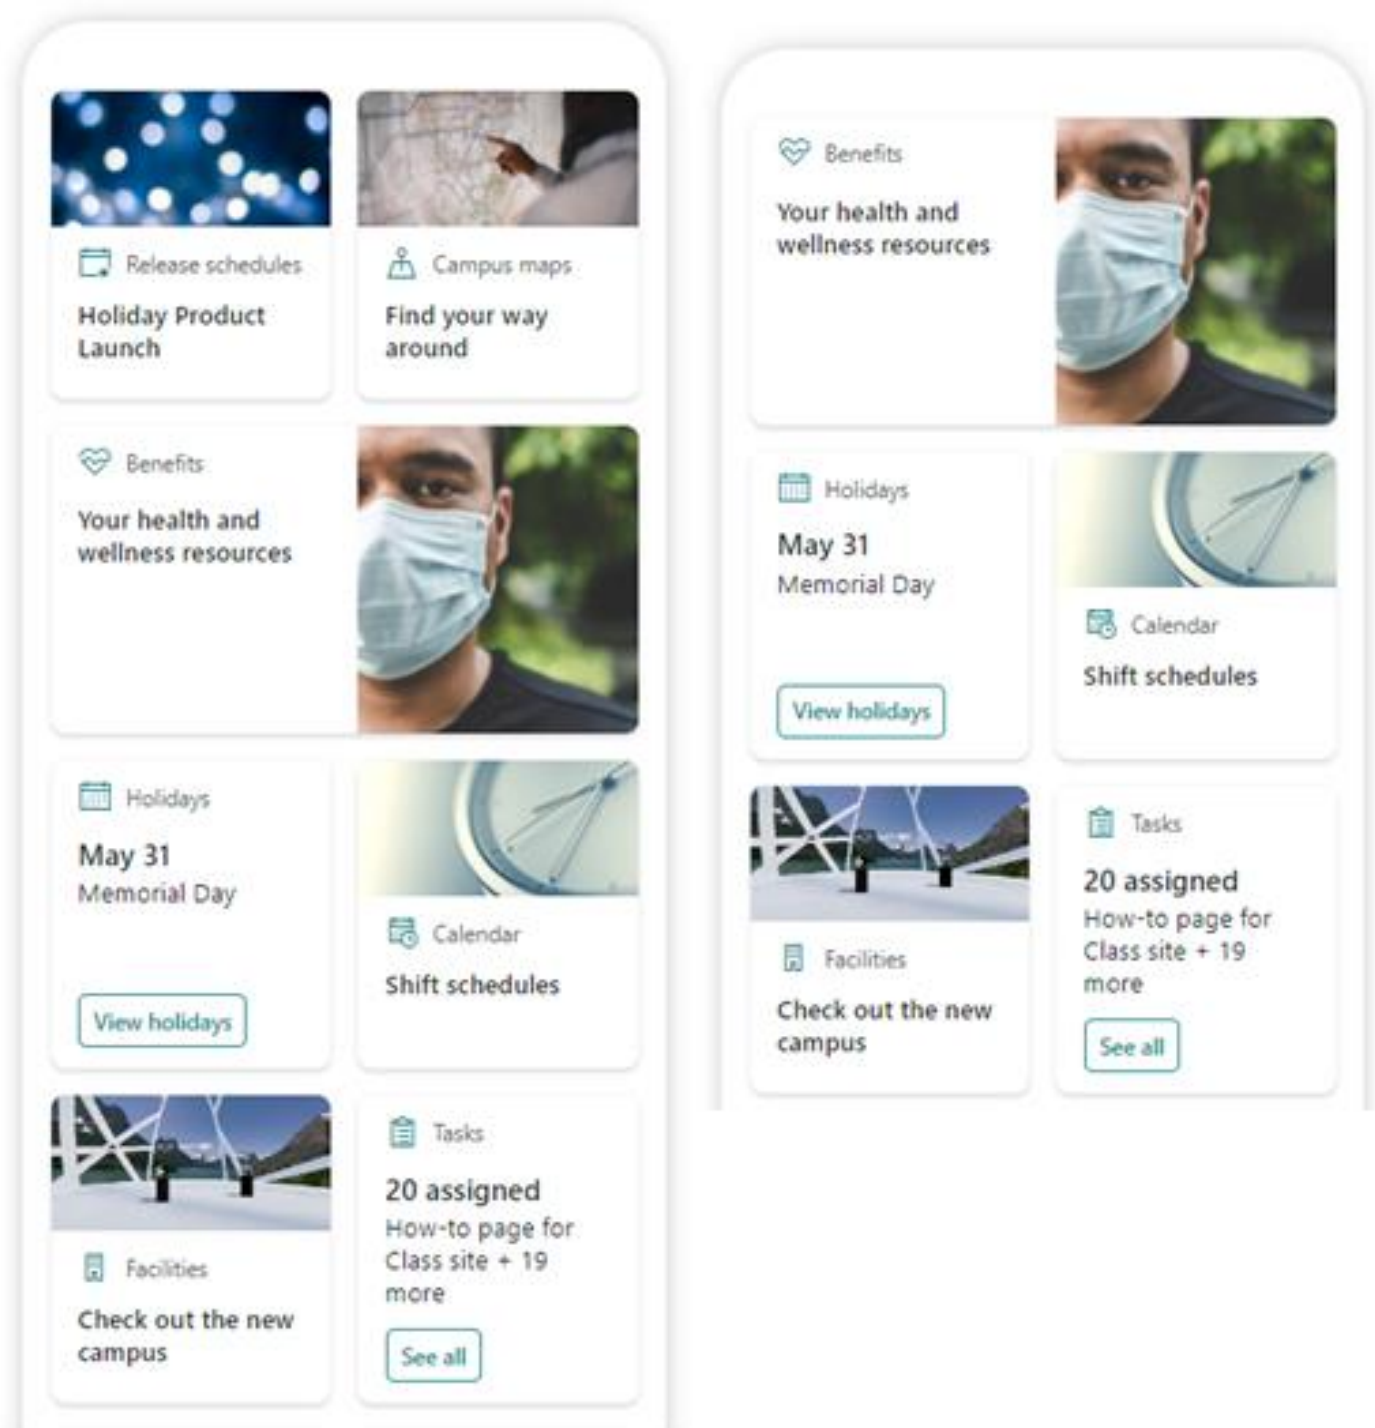 Release schedules
Holiday Product
Launch
Campus maps
Find your way
around
Benefits
Your health and
wellness resources
Holidays
May 31
Memorial Day
View holidays
Calendar
Shift schedules
Facilities
Check out the new
campus
Tasks
20 assigned
How-to page for
Class site + 19
more
See all
Benefits
Your health and
wellness resources
Holidays
May 31
Memorial Day
View holidays
Calendar
Shift schedules
Facilities
Check out the new
campus
Tasks
20 assigned
How-to page for
Class site + 19
more
See all